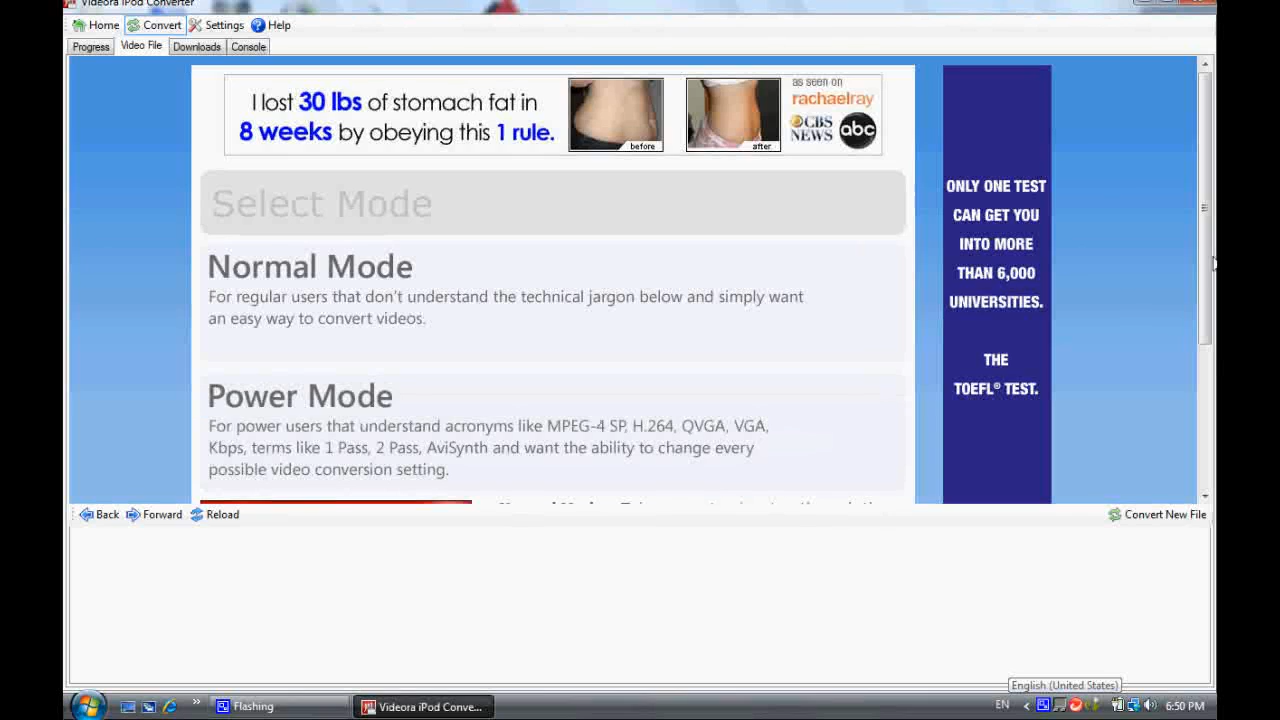 Videora iPod Converter
Home Convert Settings Help
Progress Video File Downloads Console
I lost 30 lbs of stomach fat in
8 weeks by obeying this 1 rule.
before
after
as seen on
rachaelray
CBS
NEWS
abc
Select Mode
Normal Mode
For regular users that don't understand the technical jargon below and simply want
an easy way to convert videos.
Power Mode
For power users that understand acronyms like MPEG-4 SP, H.264, QVGA, VGA,
Kbps, terms like 1 Pass, 2 Pass, AviSynth and want the ability to change every
possible video conversion setting.
ONLY ONE TEST
CAN GET YOU
INTO MORE
THAN 6,000
UNIVERSITIES.
THE
TOEFL® TEST.
Back Forward Reload
Convert New File
English (United States)
Flashing
Videora iPod Conve...
EN
6:50 PM